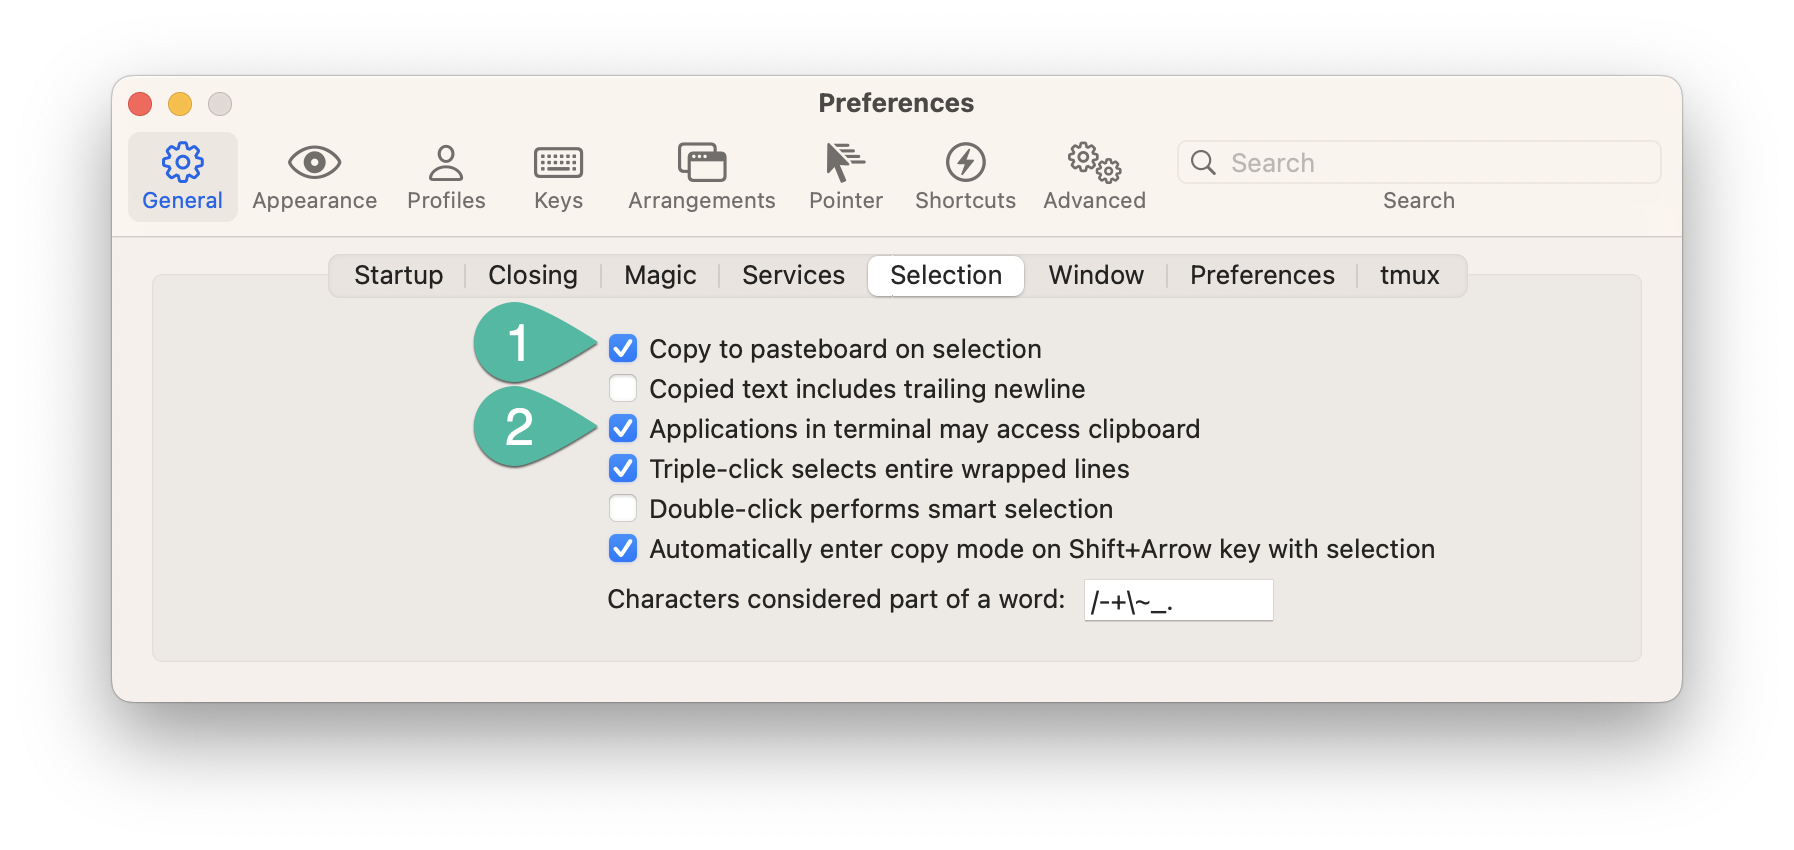 Preferences
General Appearance Profiles Keys Arrangements Pointer Shortcuts Advanced Search
Search
Startup Closing Magic Services Selection Window Preferences tmux
1
Copy to pasteboard on selection
Copied text includes trailing newline
2
Applications in terminal may access clipboard
Triple-click selects entire wrapped lines
Double-click performs smart selection
Automatically enter copy mode on Shift+Arrow key with selection
Characters considered part of a word: /-+\~_.